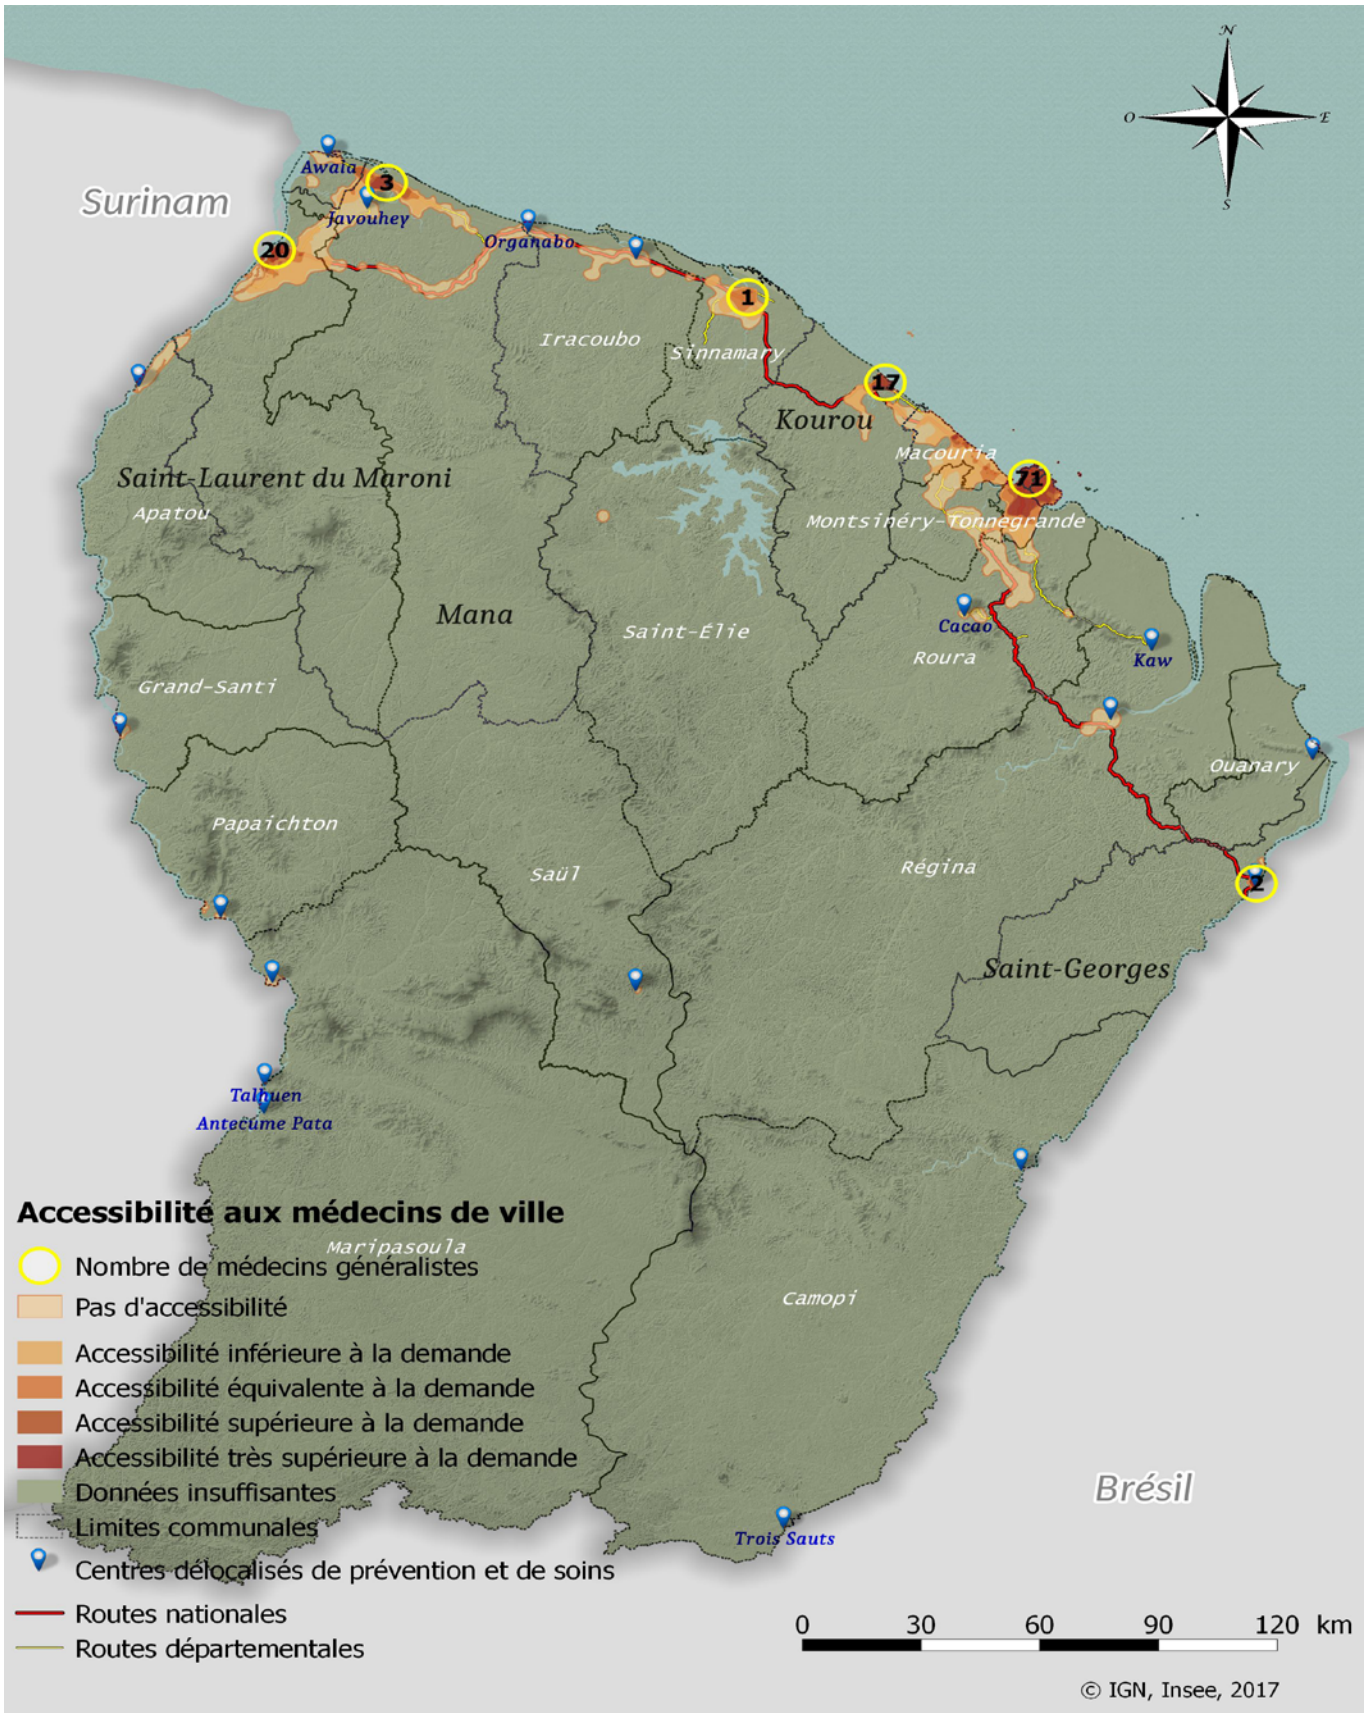 N
O
E
S
Surinam
Awala
3
Javouhey
20
Organabo
1
Iracoubo
Sinnamary
17
Kourou
Macouria
71
Saint-Laurent du Maroni
Apatou
Montsinéry-Tonnegrande
Mana
Cacao
Saint-Élie
Roura
Kaw
Grand-Santi
Ouanary
Papaïchton
Saül
Régina
2
Saint-Georges
Talhuen
Antecume Pata
Accessibilité aux médecins de ville
Maripasoula
Nombre de médecins généralistes
Pas d'accessibilité
Camopi
Accessibilité inférieure à la demande
Accessibilité équivalente à la demande
Accessibilité supérieure à la demande
Accessibilité très supérieure à la demande
Données insuffisantes
Brésil
Limites communales
Trois Sauts
Centres délocalisés de prévention et de soins
Routes nationales
Routes départementales
0 30 60 90 120 km
© IGN, Insee, 2017